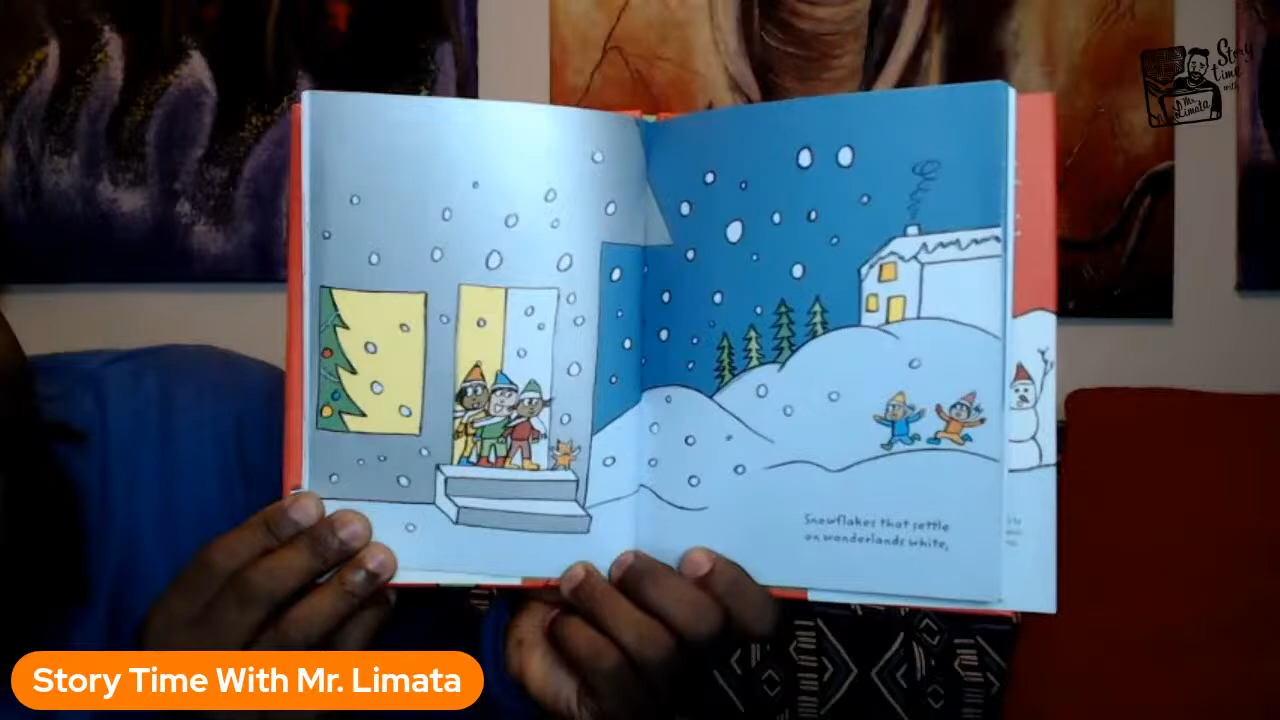 Story
time
with
Mr.
Limata
Snowflakes that settle
on wonderlands white,
Story Time With Mr. Limata